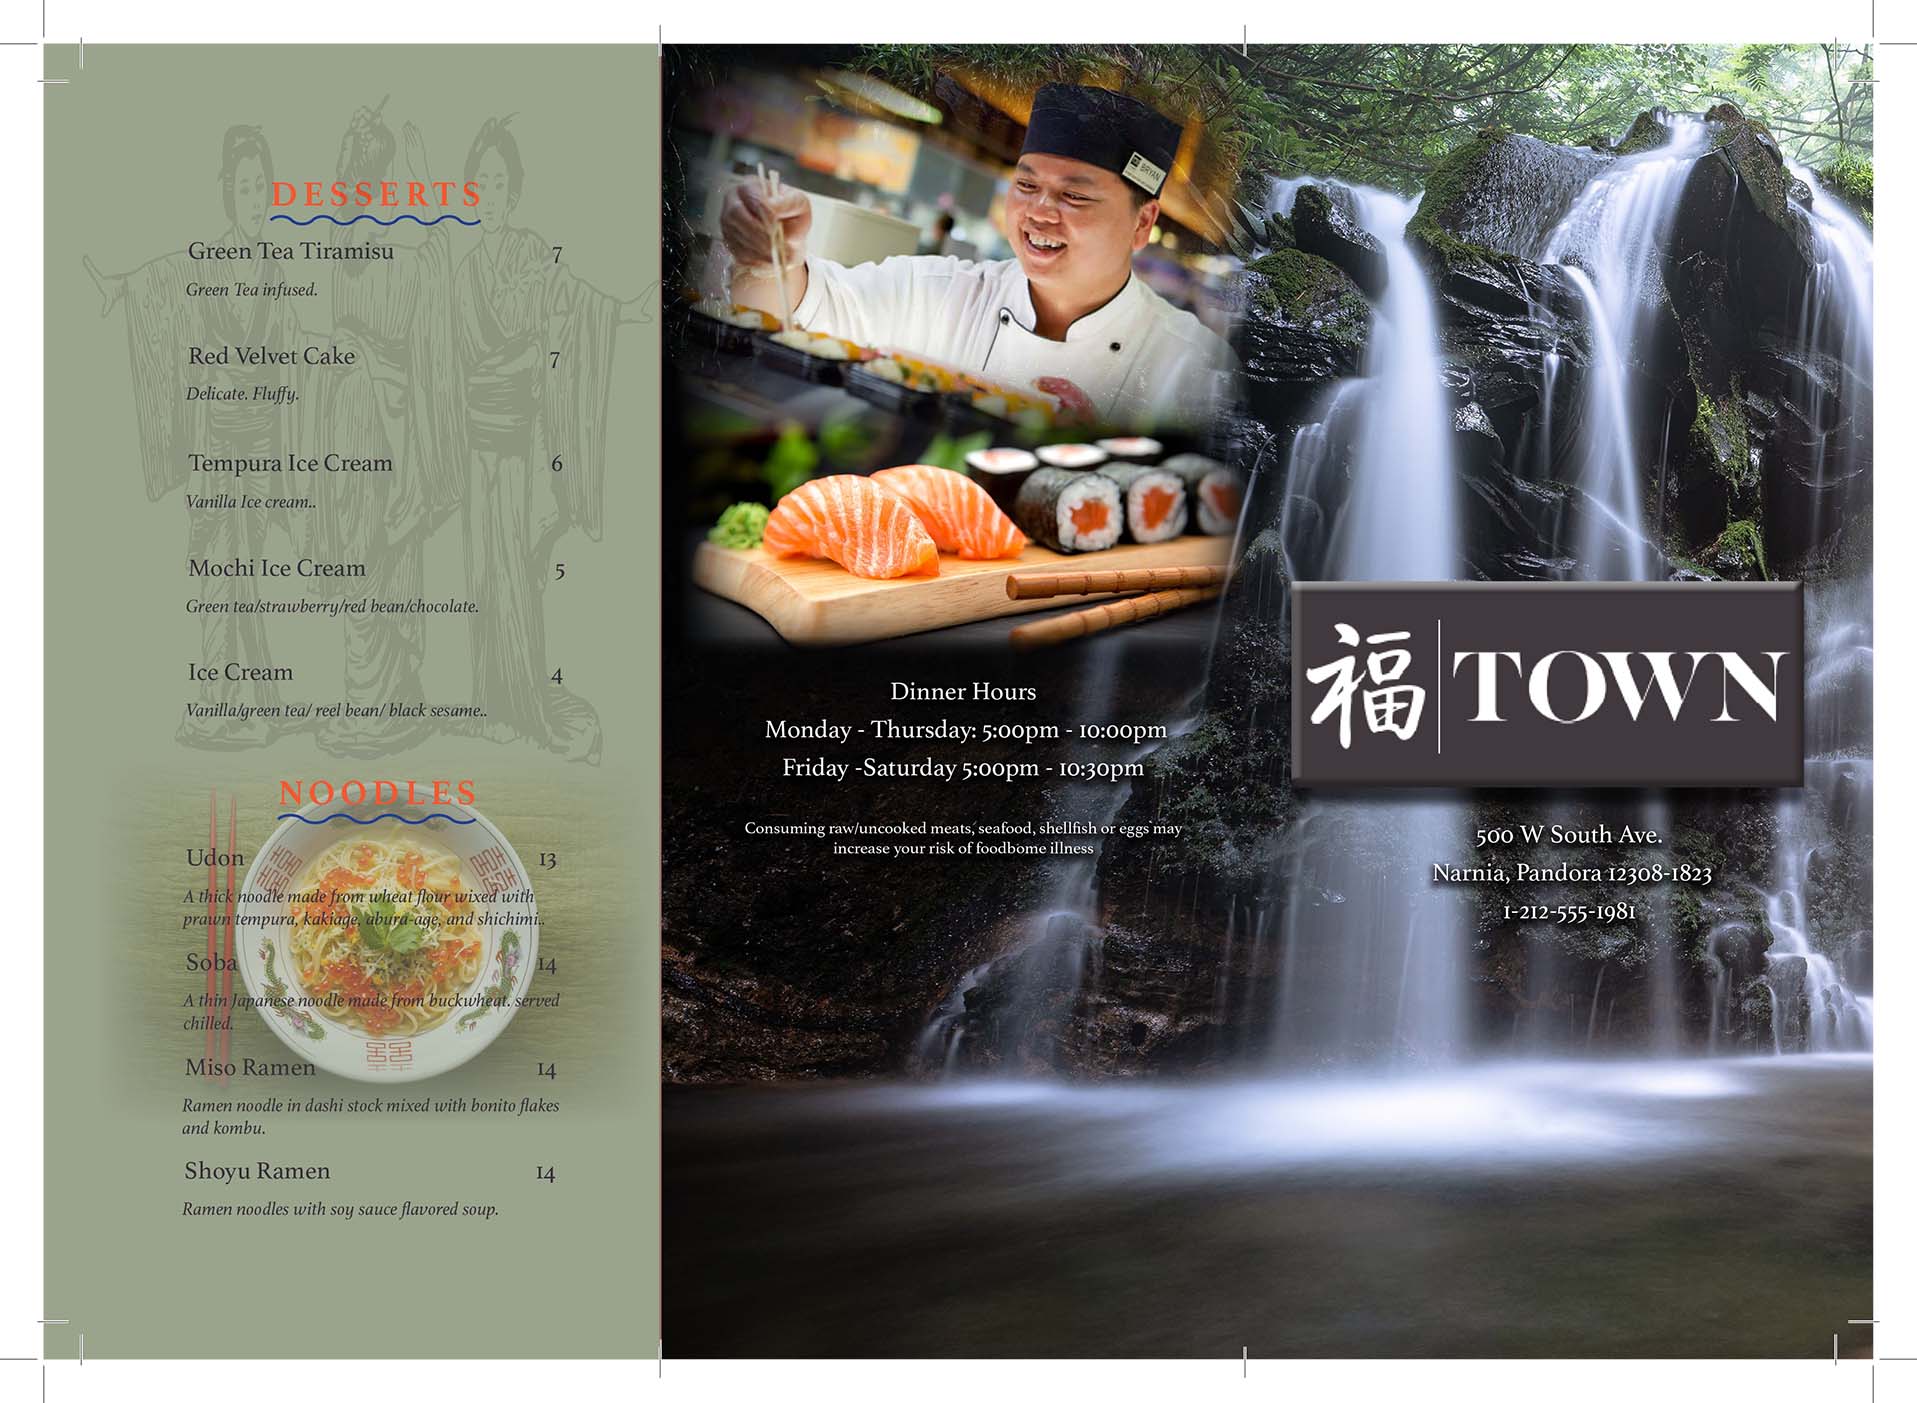 DESSERTS
Green Tea Tiramisu 7
Green Tea infused.
Red Velvet Cake 7
Delicate. Fluffy.
Tempura Ice Cream 6
Vanilla Ice cream..
Mochi Ice Cream 5
Green tea/strawberry/red bean/chocolate.
Ice Cream 4
Vanilla/green tea/ reel bean/ black sesame..
NOODLES
Udon 13
A thick noodle made from wheat flour wixed with
prawn tempura, kakiage, abura-age, and shichimi..
Soba 14
A thin Japanese noodle made from buckwheat. served
chilled.
Miso Ramen 14
Ramen noodle in dashi stock mixed with bonito flakes
and kombu.
Shoyu Ramen 14
Ramen noodles with soy sauce flavored soup.
BRYAN
Dinner Hours
Monday - Thursday: 5:00pm - 10:00pm
Friday -Saturday 5:00pm - 10:30pm
Consuming raw/uncooked meats, seafood, shellfish or eggs may
increase your risk of foodbome illness
福 TOWN
500 W South Ave.
Narnia, Pandora 12308-1823
1-212-555-1981